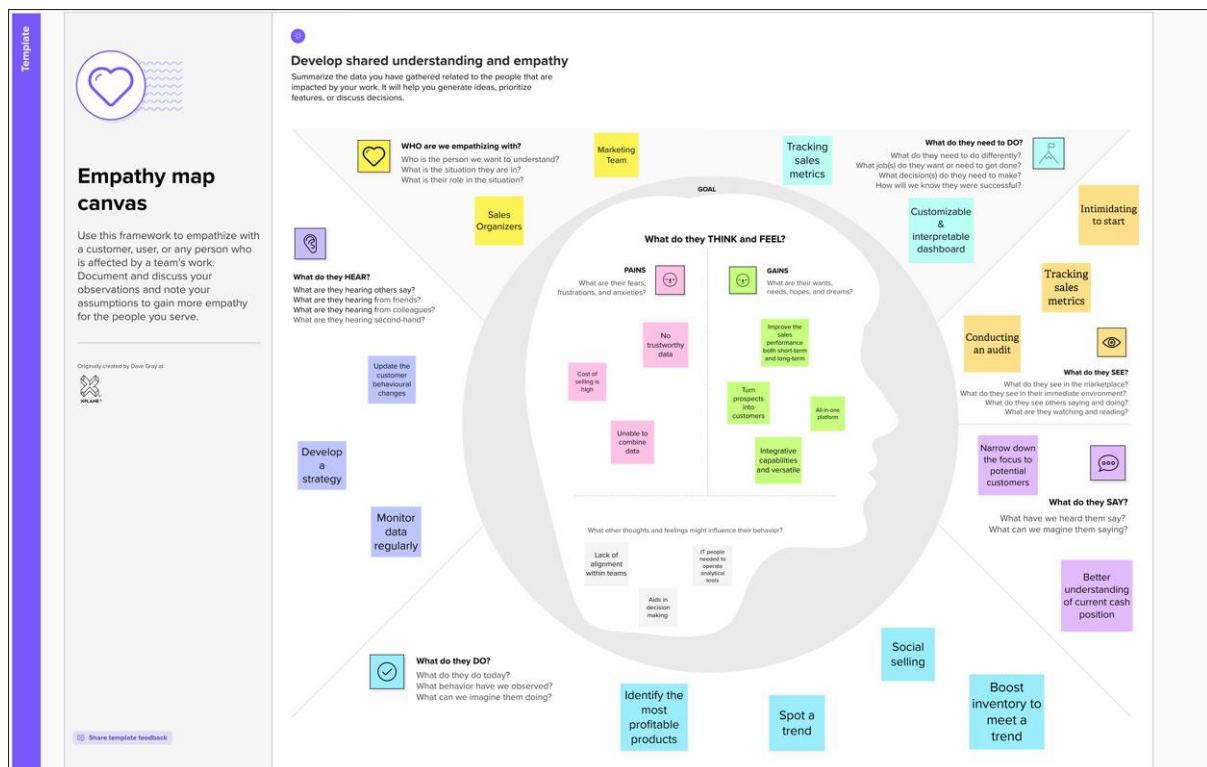 Template
Empathy map
canvas
Use this framework to empathize with
a customer, user, or any person who
is affected by a team's work.
Document and discuss your
observations and note your
assumptions to gain more empathy
for the people you serve.
Originally created by Dave Gray at
XPLANE
Share template feedback
Develop shared understanding and empathy
Summarize the data you have gathered related to the people that are
impacted by your work. It will help you generate ideas, prioritize
features, or discuss decisions.
WHO are we empathizing with?
Who is the person we want to understand?
What is the situation they are in?
What is their role in the situation?
Marketing
Team
Sales
Organizers
Tracking
sales
metrics
What do they need to DO?
What do they need to do differently?
What job(s) do they want or need to get done?
What decision(s) do they need to make?
How will we know they were successful?
Customizable
&
interpretable
dashboard
Intimidating
to start
Tracking
sales
metrics
Conducting
an audit
What do they SEE?
What do they see in the marketplace?
What do they see in their immediate environment?
What do they see others saying and doing?
What are they watching and reading?
Narrow down
the focus to
potential
customers
What do they SAY?
What have we heard them say?
What can we magine them saying?
Better
understanding
of current cash
position
What do they HEAR?
What are they hearing others say?
What are they hearing from friends?
What are they hearing from colleagues?
What are they hearing second-hand?
Update the
customer
behavioural
changes
Develop
a
strategy
Monitor
data
regularly
GOAL
What do they THINK and FEEL?
PAINS
What are their fears,
frustrations, and anxieties?
No
trustworthy
data
Cost of
selling is
high
Unable to
combine
data
GAINS
What are their wants,
needs, hopes, and dreams?
Improve the
sales
performance
both short-term
and long-term
Turn
prospects
into
customers
All-in-one
platform
Integrative
capabilities
and versatile
What other thoughts and feelings might influence their behavior?
Lack of
alignment
within teams
IT people
needed to
operate
analytical
tools
Aids in
decision
making
What do they DO?
What do they do today?
What behavior have we observed?
What can we imagine them doing?
Identify the
most
profitable
products
Spot a
trend
Social
selling
Boost
inventory to
meet a
trend